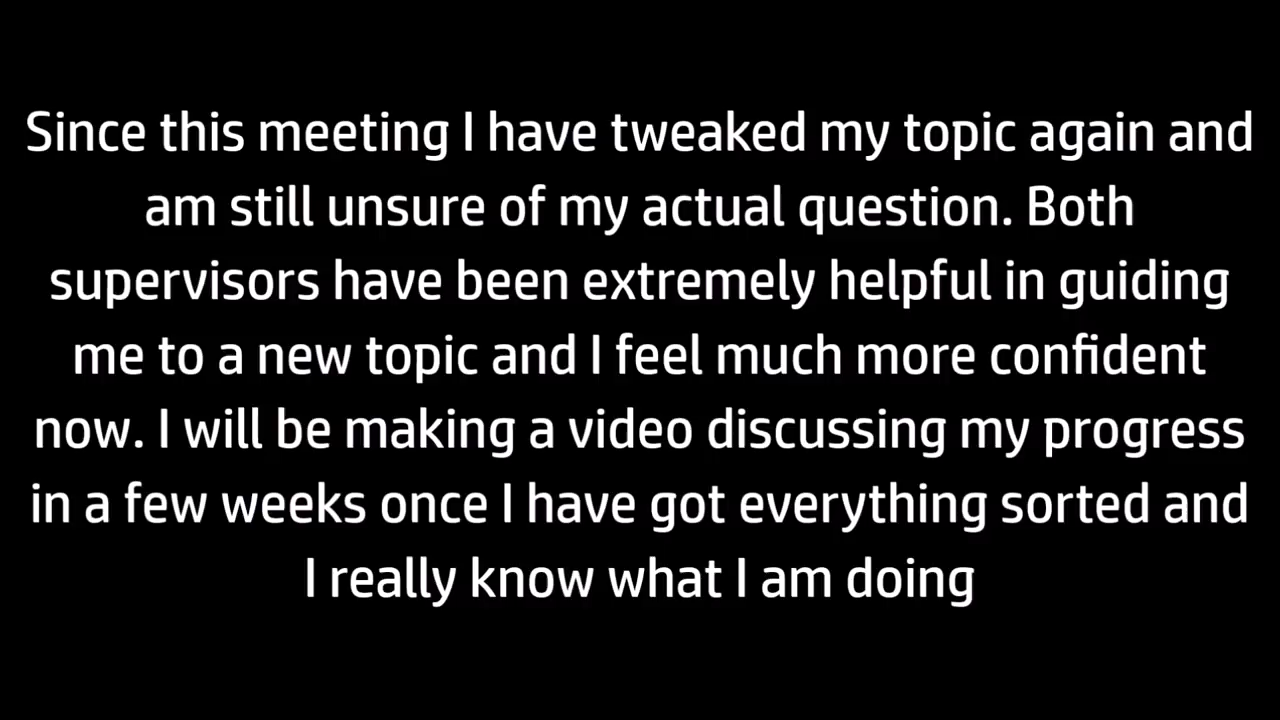 Since this meeting I have tweaked my topic again and
am still unsure of my actual question. Both
supervisors have been extremely helpful in guiding
me to a new topic and I feel much more confident
now. I will be making a video discussing my progress
in a few weeks once I have got everything sorted and
I really know what I am doing